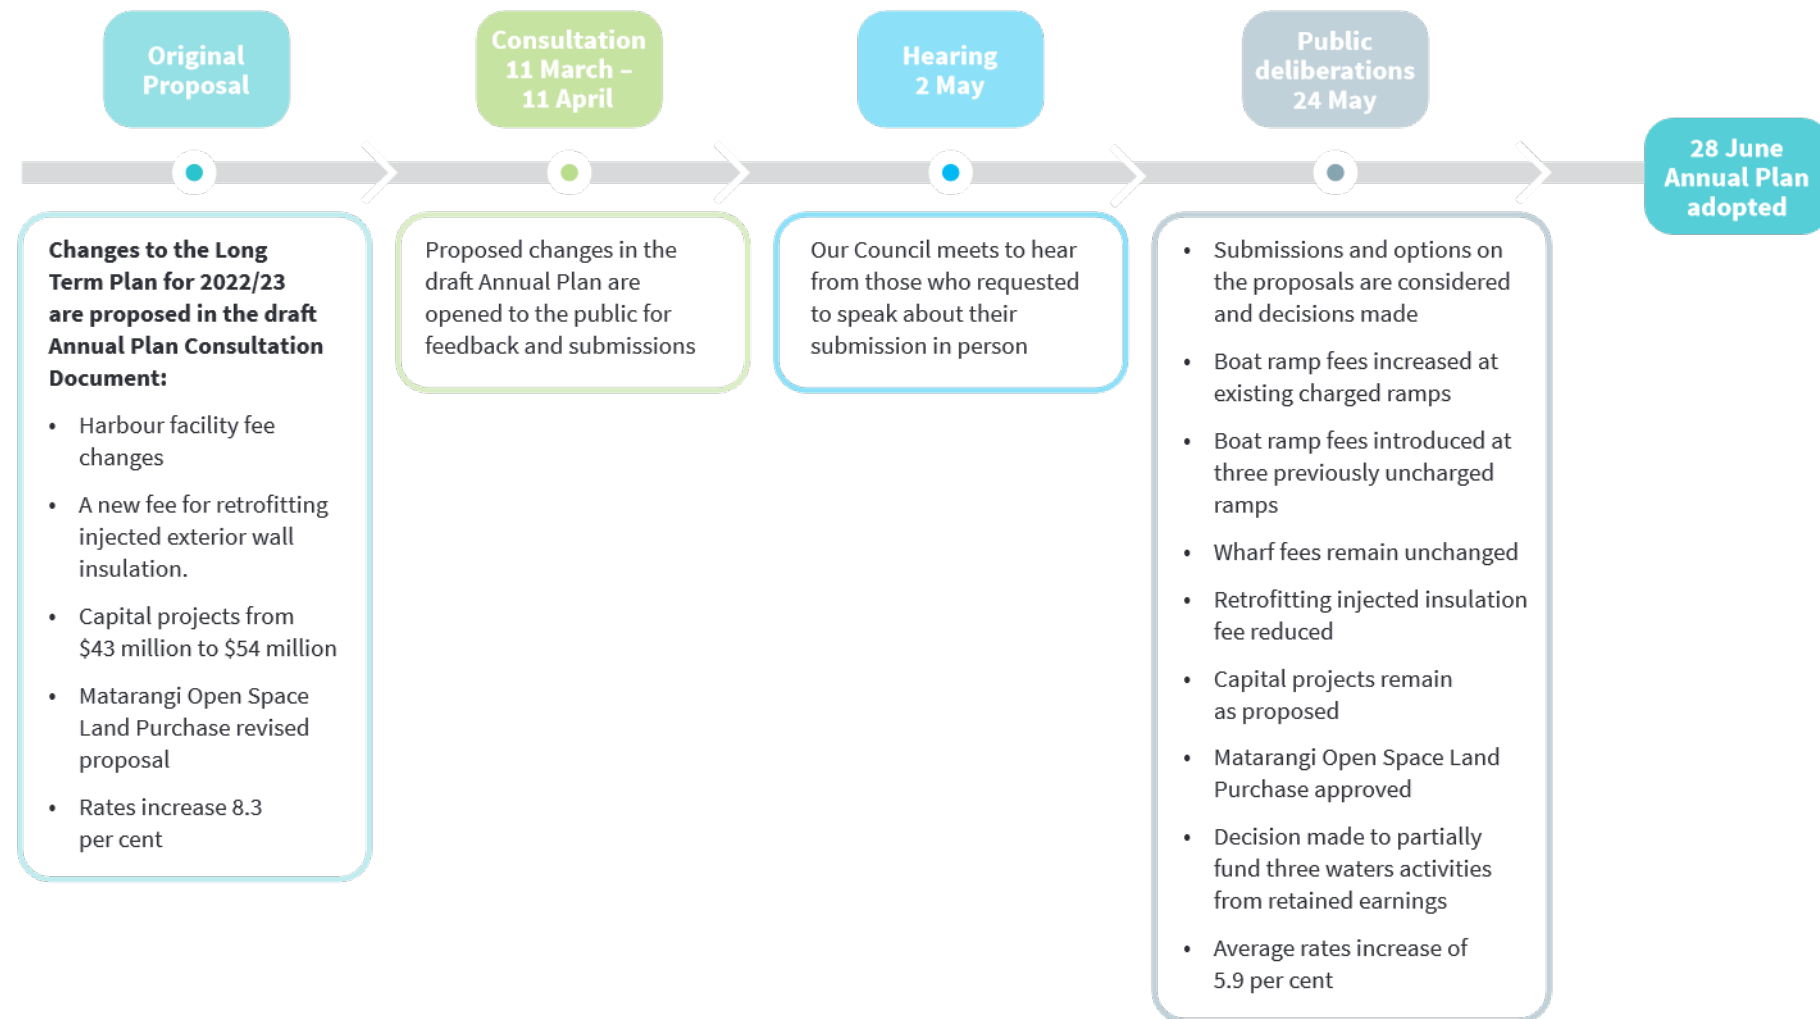 Original
Proposal
Consultation
11 March –
11 April
Hearing
2 May
Public
deliberations
24 May
28 June
Annual Plan
adopted
Changes to the Long
Term Plan for 2022/23
are proposed in the draft
Annual Plan Consultation
Document:
• Harbour facility fee
changes
• A new fee for retrofitting
injected exterior wall
insulation.
• Capital projects from
$43 million to $54 million
• Matarangi Open Space
Land Purchase revised
proposal
• Rates increase 8.3
per cent
Proposed changes in the
draft Annual Plan are
opened to the public for
feedback and submissions
Our Council meets to hear
from those who requested
to speak about their
submission in person
• Submissions and options on
the proposals are considered
and decisions made
• Boat ramp fees increased at
existing charged ramps
• Boat ramp fees introduced at
three previously uncharged
ramps
• Wharf fees remain unchanged
• Retrofitting injected insulation
fee reduced
• Capital projects remain
as proposed
• Matarangi Open Space Land
Purchase approved
• Decision made to partially
fund three waters activities
from retained earnings
• Average rates increase of
5.9 per cent